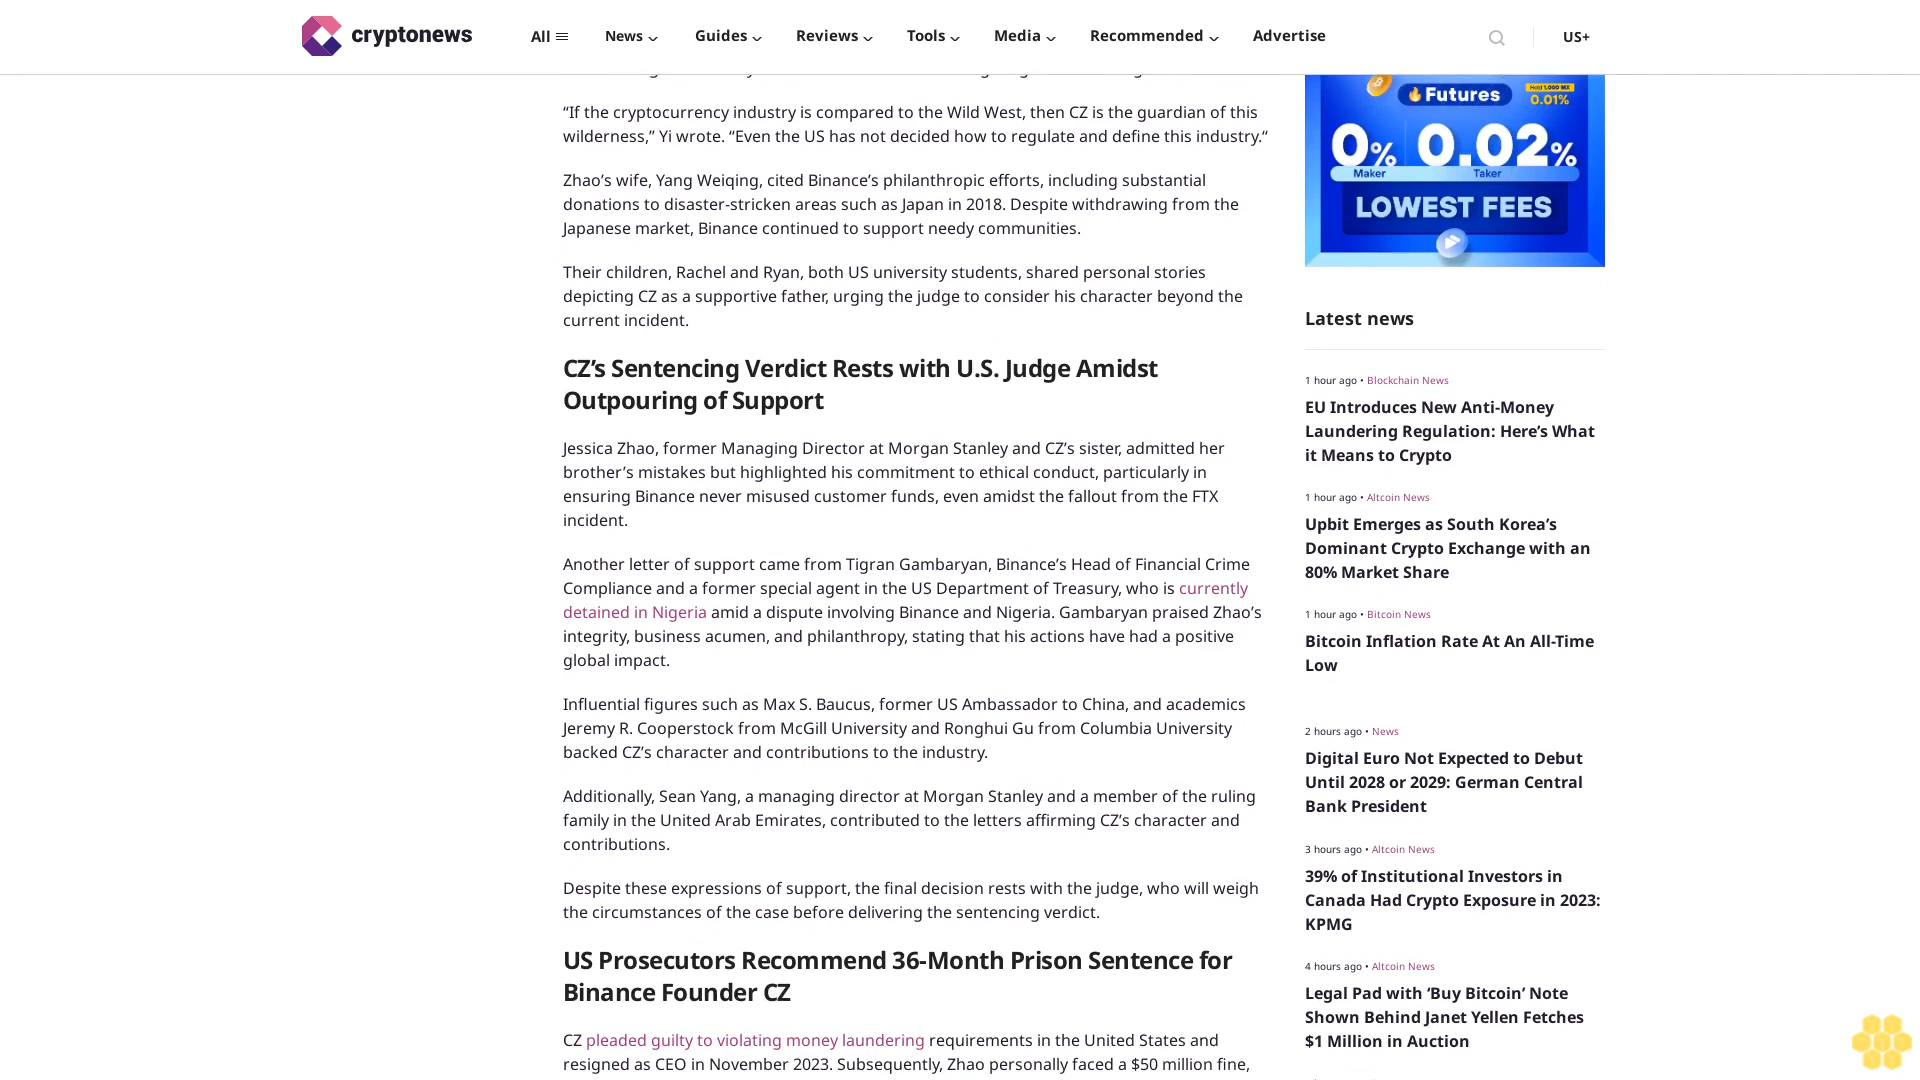 cryptonews
All
News
Guides
Reviews
Tools
Media
Recommended
Advertise
US+
“If the cryptocurrency industry is compared to the Wild West, then CZ is the guardian of this
wilderness,” Yi wrote. “Even the US has not decided how to regulate and define this industry.“
Zhao’s wife, Yang Weiqing, cited Binance’s philanthropic efforts, including substantial
donations to disaster-stricken areas such as Japan in 2018. Despite withdrawing from the
Japanese market, Binance continued to support needy communities.
Their children, Rachel and Ryan, both US university students, shared personal stories
depicting CZ as a supportive father, urging the judge to consider his character beyond the
current incident.
CZ’s Sentencing Verdict Rests with U.S. Judge Amidst
Outpouring of Support
Jessica Zhao, former Managing Director at Morgan Stanley and CZ’s sister, admitted her
brother’s mistakes but highlighted his commitment to ethical conduct, particularly in
ensuring Binance never misused customer funds, even amidst the fallout from the FTX
incident.
Another letter of support came from Tigran Gambaryan, Binance’s Head of Financial Crime
Compliance and a former special agent in the US Department of Treasury, who is currently
detained in Nigeria amid a dispute involving Binance and Nigeria. Gambaryan praised Zhao’s
integrity, business acumen, and philanthropy, stating that his actions have had a positive
global impact.
Influential figures such as Max S. Baucus, former US Ambassador to China, and academics
Jeremy R. Cooperstock from McGill University and Ronghui Gu from Columbia University
backed CZ’s character and contributions to the industry.
Additionally, Sean Yang, a managing director at Morgan Stanley and a member of the ruling
family in the United Arab Emirates, contributed to the letters affirming CZ’s character and
contributions.
Despite these expressions of support, the final decision rests with the judge, who will weigh
the circumstances of the case before delivering the sentencing verdict.
US Prosecutors Recommend 36-Month Prison Sentence for
Binance Founder CZ
CZ pleaded guilty to violating money laundering requirements in the United States and
resigned as CEO in November 2023. Subsequently, Zhao personally faced a $50 million fine,
Futures
Hold 1,000 MX
0.01%
0% 0.02%
Maker Taker
LOWEST FEES
Latest news
1 hour ago • Blockchain News
EU Introduces New Anti-Money
Laundering Regulation: Here’s What
it Means to Crypto
1 hour ago • Altcoin News
Upbit Emerges as South Korea’s
Dominant Crypto Exchange with an
80% Market Share
1 hour ago • Bitcoin News
Bitcoin Inflation Rate At An All-Time
Low
2 hours ago • News
Digital Euro Not Expected to Debut
Until 2028 or 2029: German Central
Bank President
3 hours ago • Altcoin News
39% of Institutional Investors in
Canada Had Crypto Exposure in 2023:
KPMG
4 hours ago • Altcoin News
Legal Pad with ‘Buy Bitcoin’ Note
Shown Behind Janet Yellen Fetches
$1 Million in Auction